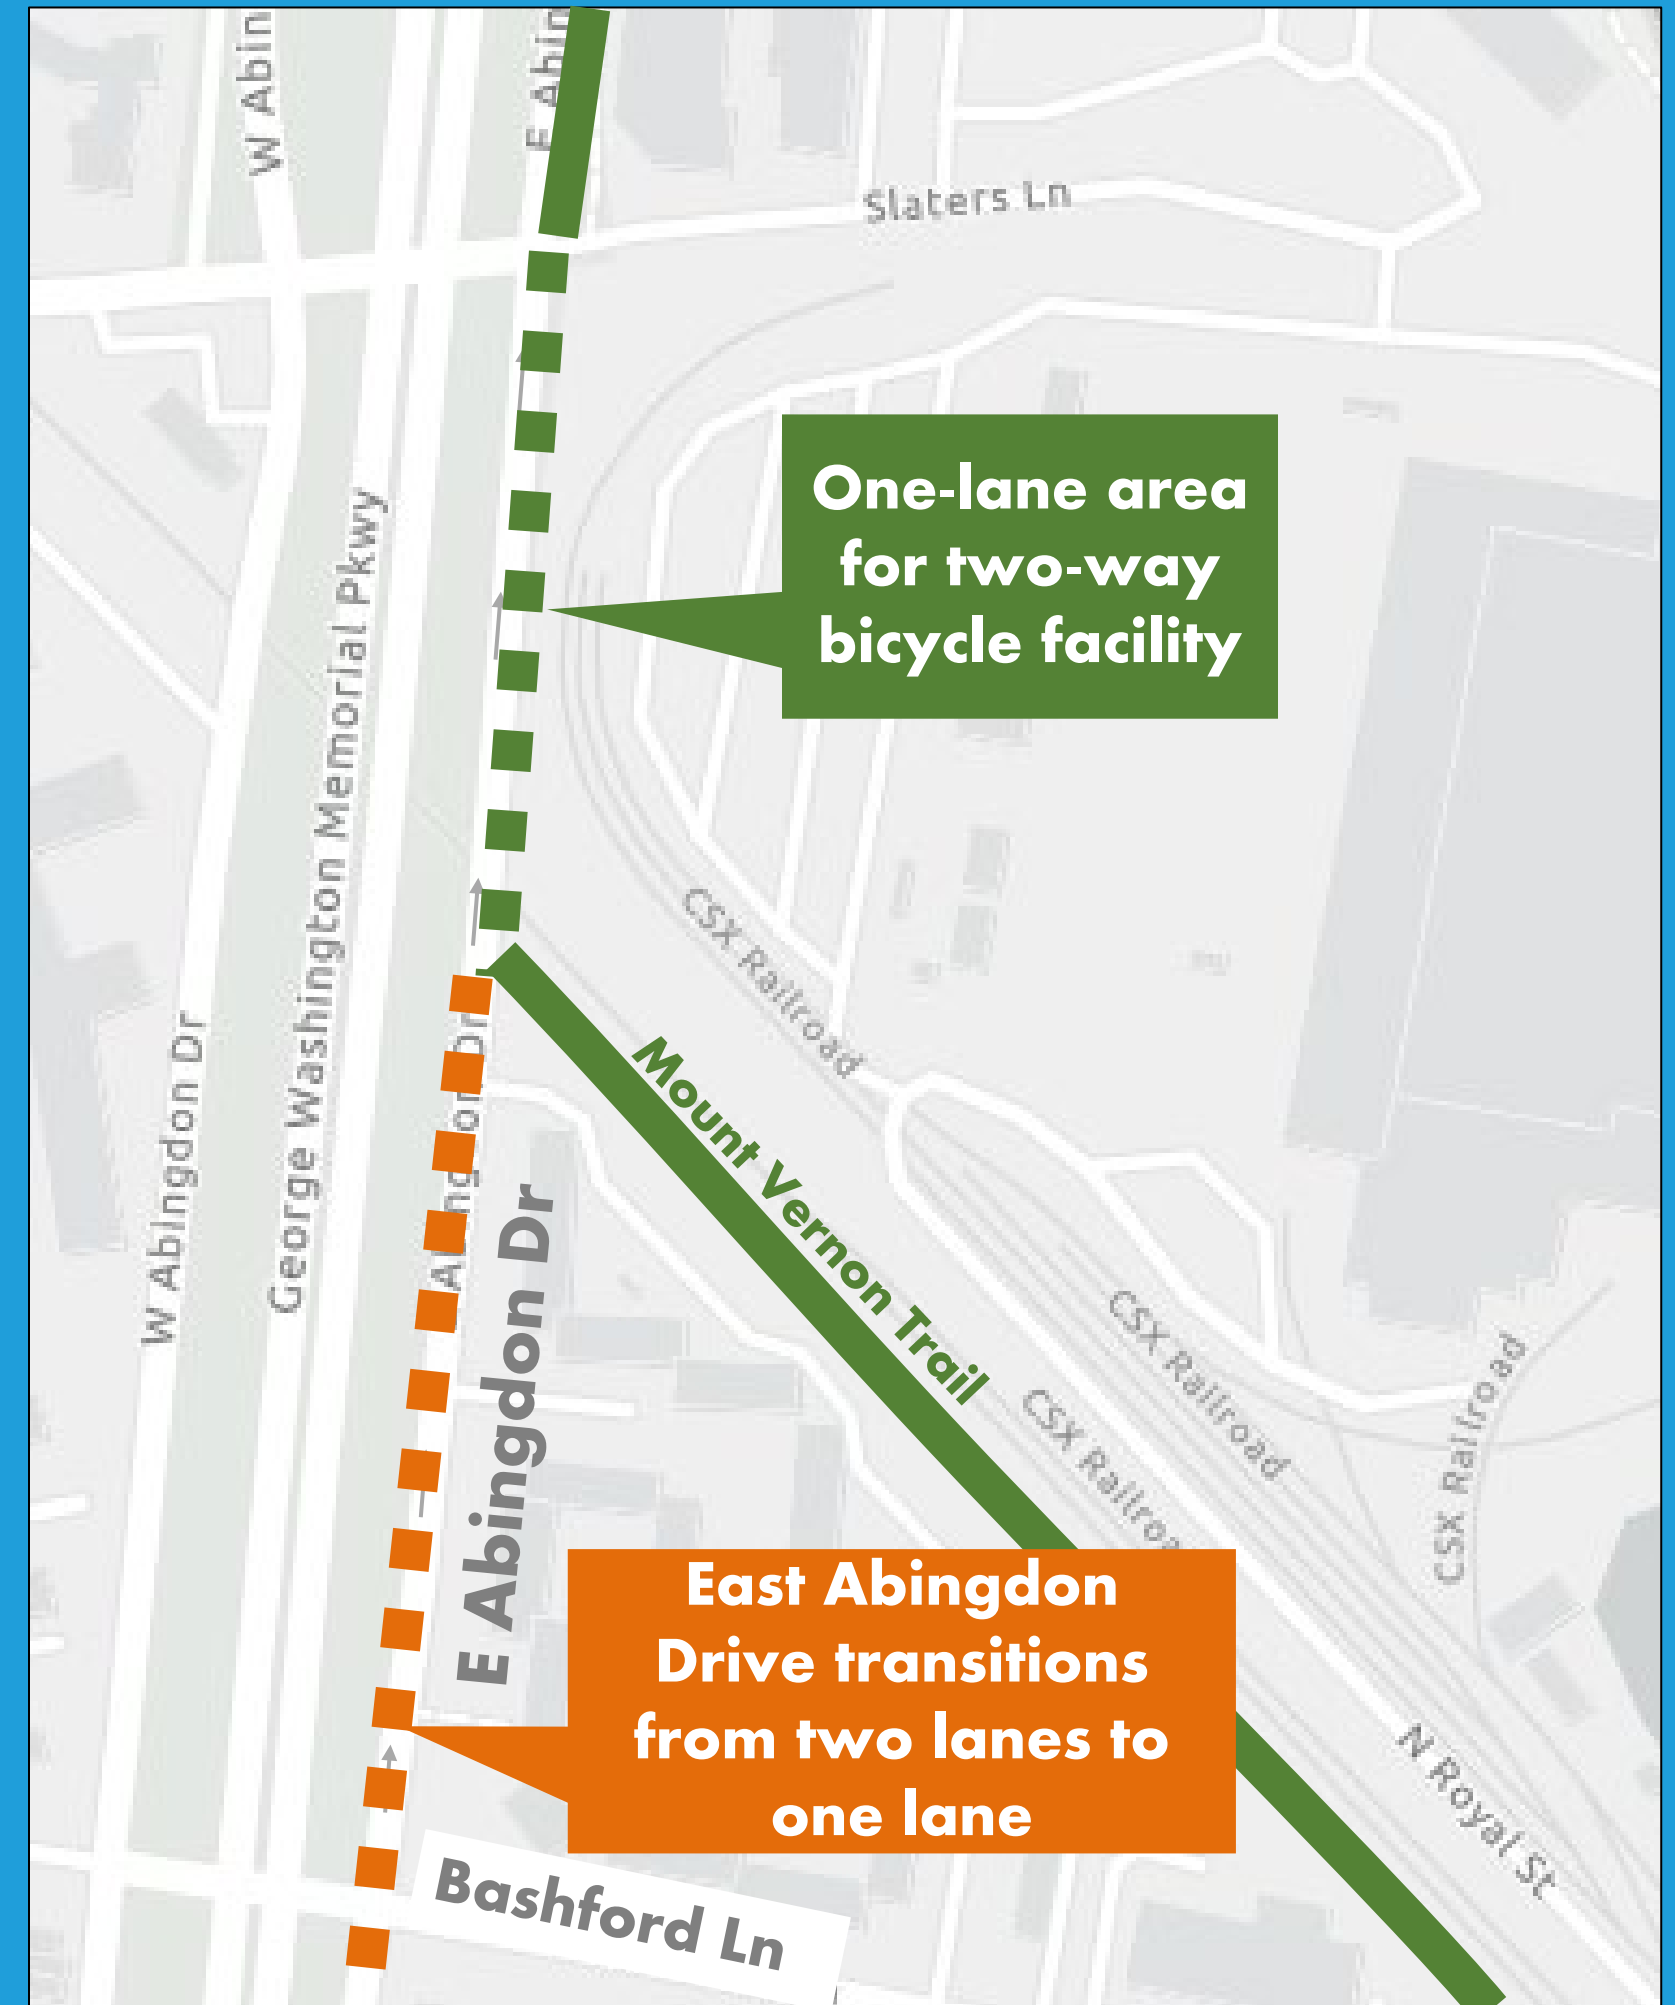 W Abin
E Abin
Slaters Ln
One-lane area
for two-way
bicycle facility
George Washington Memorial Pkwy
CSX Railroad
W Abingdon Dr
Mount Vernon Trail
E Abingdon Dr
CSX Railroad
CSX Railroa
CSX Railroad
East Abingdon
Drive transitions
from two lanes to
one lane
N Royal St
Bashford Ln